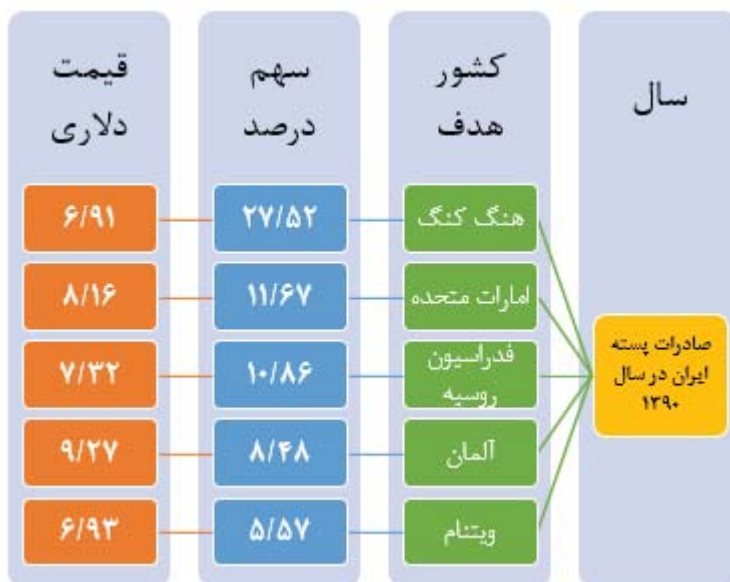 سال
کشور
هدف
سهم
درصد
قیمت
دلاری
صادرات پسته
ایران در سال
۱۳۹۰
هنگ کنگ
۲۷/۵۲
۶/۹۱
امارات متحده
۱۱/۶۷
۸/۱۶
فدراسیون
روسیه
۱۰/۸۶
۷/۳۲
آلمان
۸/۴۸
۹/۲۷
ویتنام
۵/۵۷
۶/۹۳